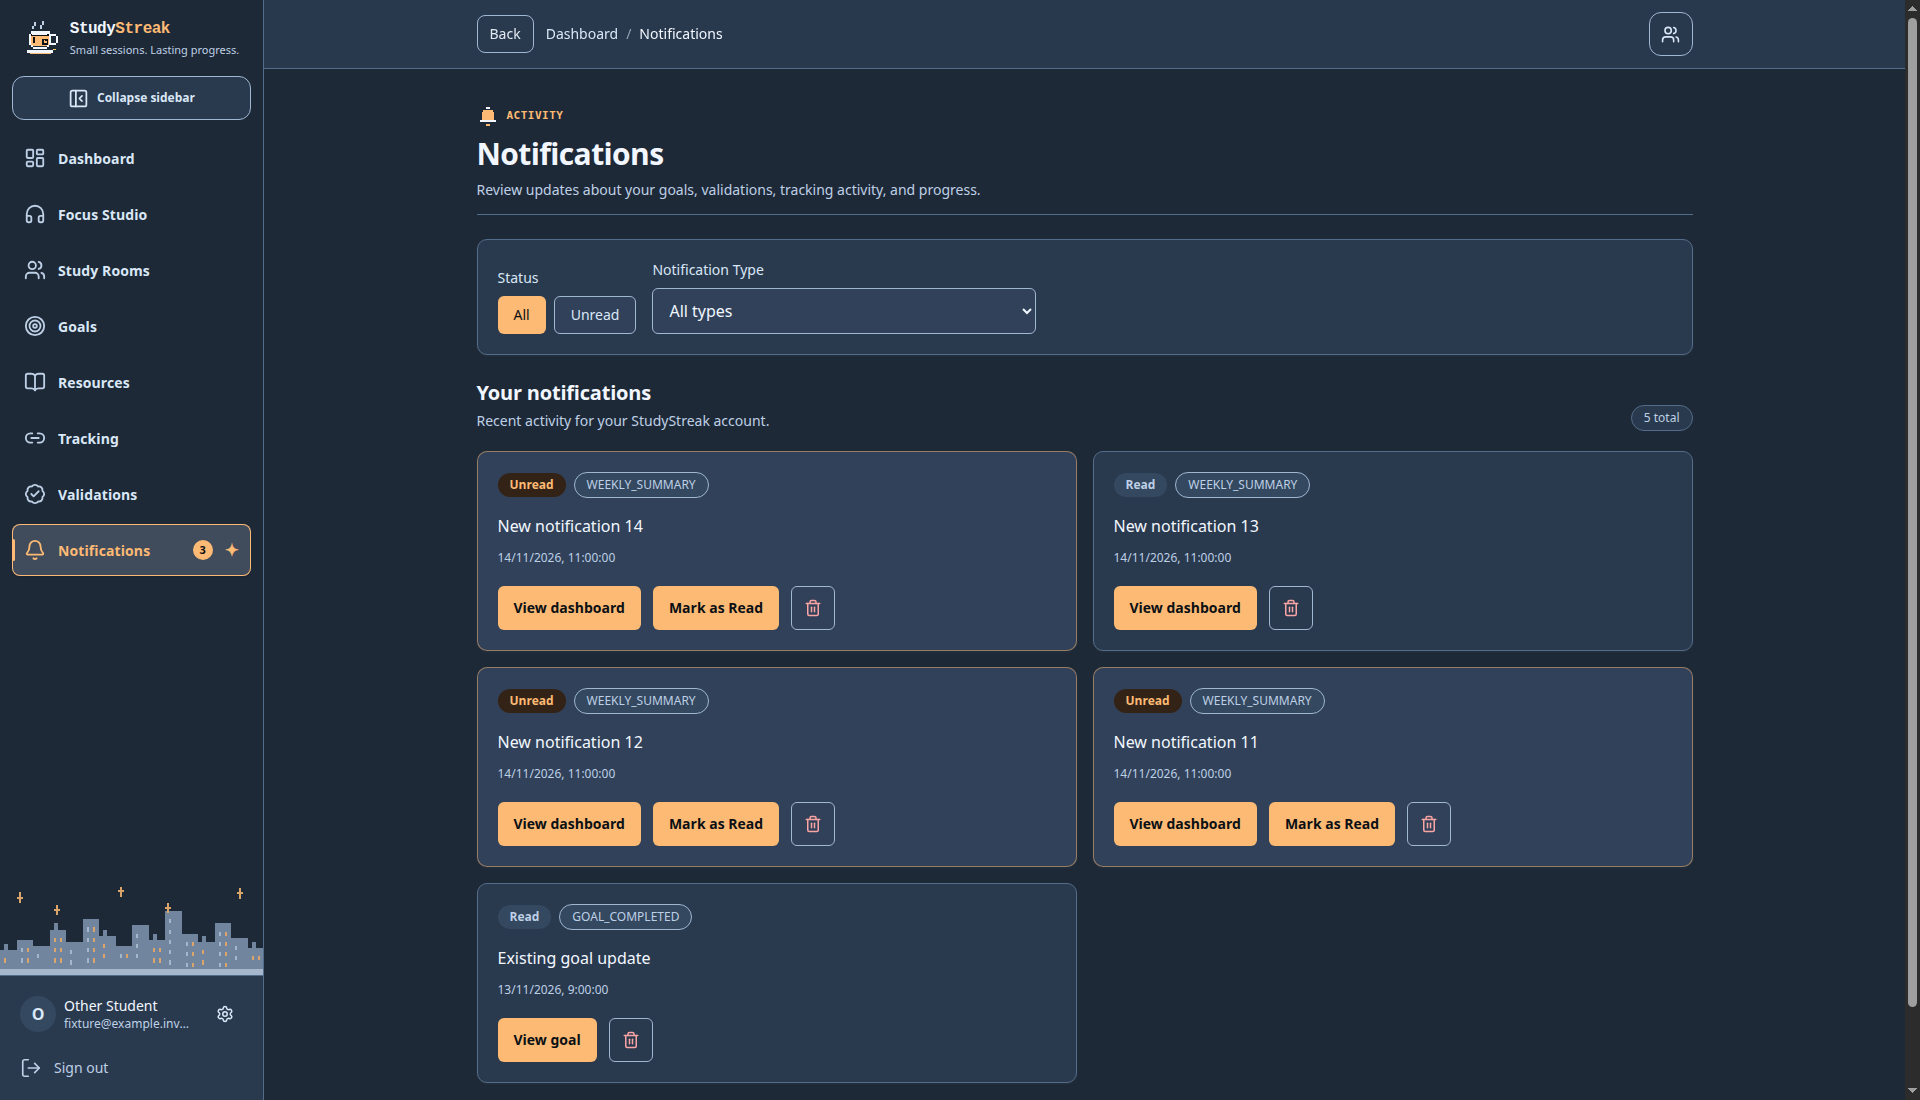 StudyStreak
Small sessions. Lasting progress.
Collapse sidebar
Dashboard
Focus Studio
Study Rooms
Goals
Resources
Tracking
Validations
Notifications 3
Other Student
fixture@example.inv...
Sign out
Back Dashboard / Notifications
ACTIVITY
Notifications
Review updates about your goals, validations, tracking activity, and progress.
Status
All Unread
Notification Type
All types
Your notifications
Recent activity for your StudyStreak account.
5 total
Unread WEEKLY_SUMMARY
New notification 14
14/11/2026, 11:00:00
View dashboard Mark as Read
Read WEEKLY_SUMMARY
New notification 13
14/11/2026, 11:00:00
View dashboard
Unread WEEKLY_SUMMARY
New notification 12
14/11/2026, 11:00:00
View dashboard Mark as Read
Unread WEEKLY_SUMMARY
New notification 11
14/11/2026, 11:00:00
View dashboard Mark as Read
Read GOAL_COMPLETED
Existing goal update
13/11/2026, 9:00:00
View goal
O